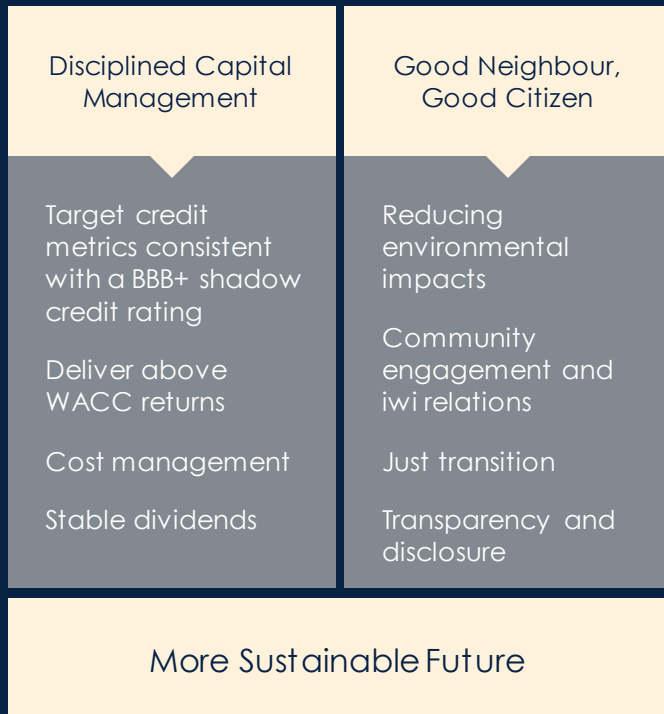 Disciplined Capital
Management
Target credit
metrics consistent
with a BBB+ shadow
credit rating
Deliver above
WACC returns
Cost management
Stable dividends
Good Neighbour,
Good Citizen
Reducing
environmental
impacts
Community
engagement and
iwi relations
Just transition
Transparency and
disclosure
More Sustainable Future